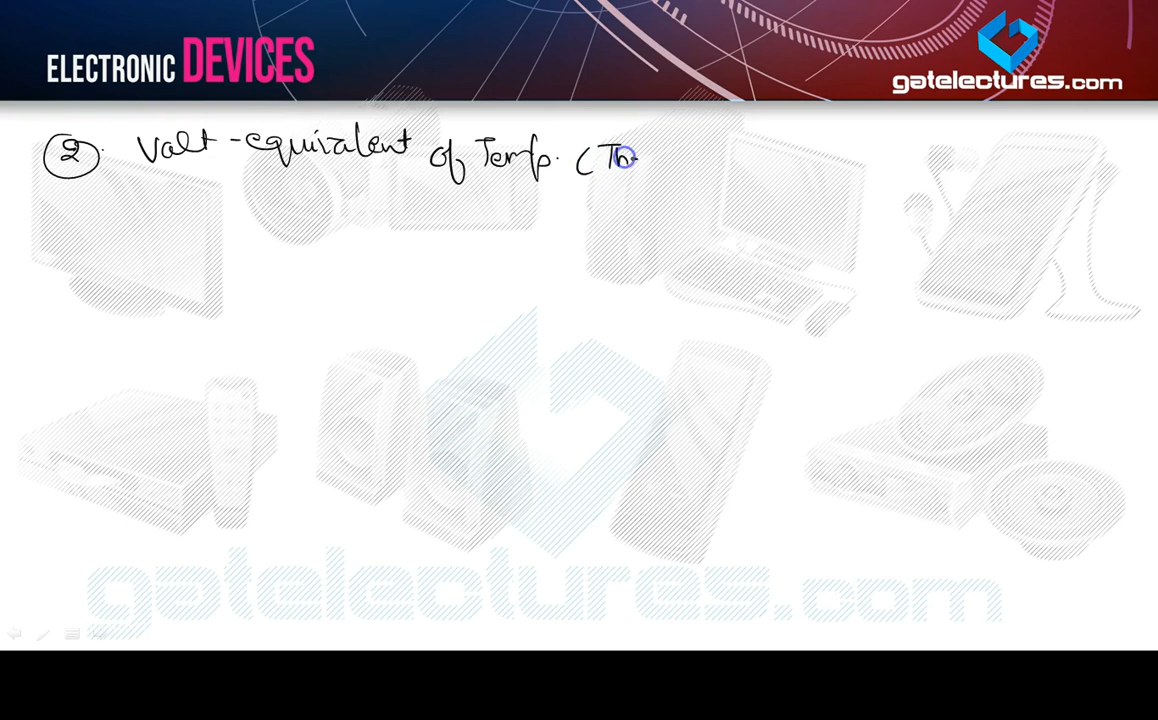 ELECTRONIC DEVICES
gatelectures.com
2. Volt-equivalent of Temp. (Th
gatelectures.com